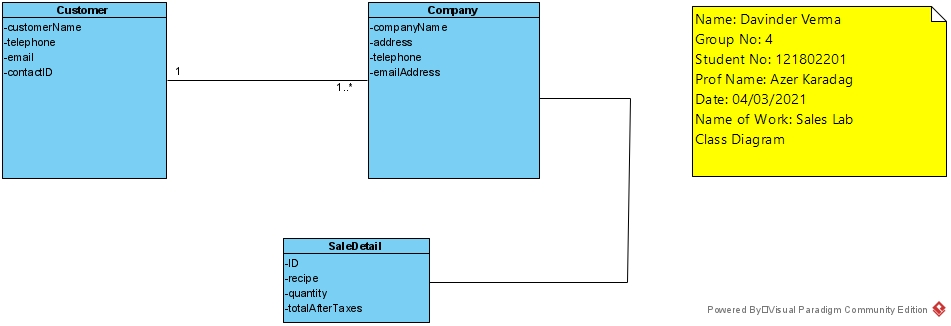 Customer
-customerName
-telephone
-email
-contactID
1
1..*
Company
-companyName
-address
-telephone
-emailAddress
SaleDetail
-ID
-recipe
-quantity
-totalAfterTaxes
Name: Davinder Verma
Group No: 4
Student No: 121802201
Prof Name: Azer Karadag
Date: 04/03/2021
Name of Work: Sales Lab
Class Diagram
Powered By□Visual Paradigm Community Edition